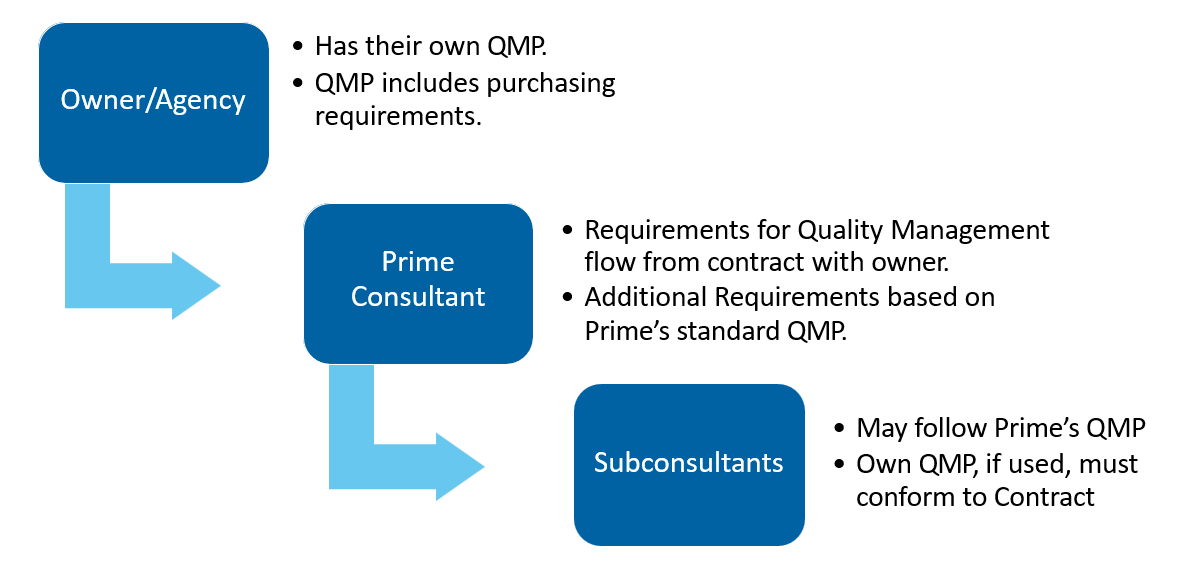 Owner/Agency
• Has their own QMP.
• QMP includes purchasing
requirements.
Prime
Consultant
• Requirements for Quality Management
flow from contract with owner.
• Additional Requirements based on
Prime’s standard QMP.
Subconsultants
• May follow Prime’s QMP
• Own QMP, if used, must
conform to Contract